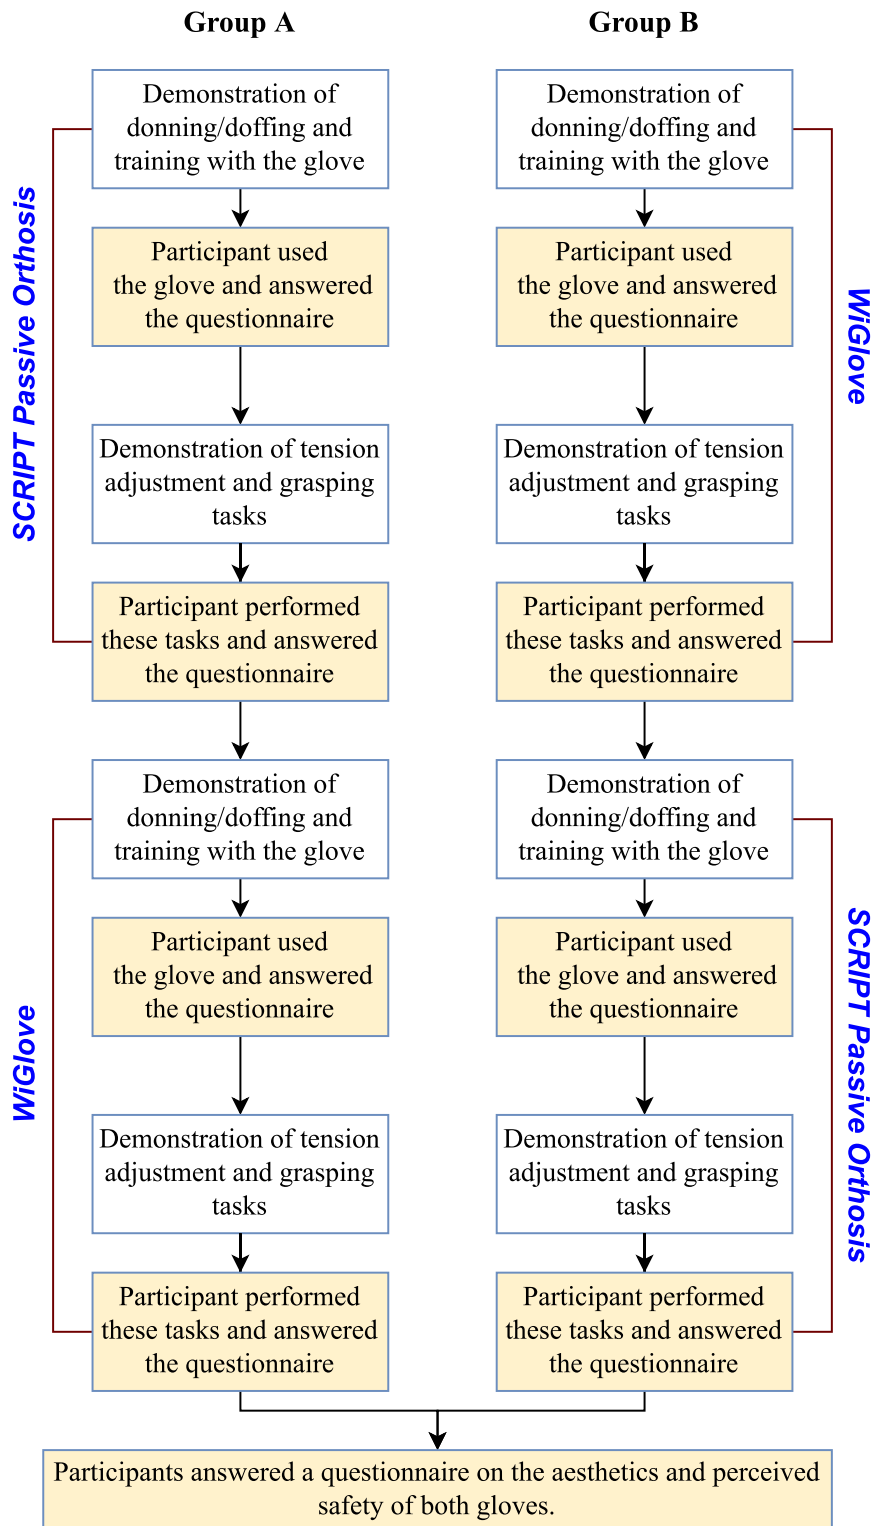 Group A
Group B
SCRIPT Passive Orthosis
Demonstration of
donning/doffing and
training with the glove
Participant used
the glove and answered
the questionnaire
Demonstration of tension
adjustment and grasping
tasks
Participant performed
these tasks and answered
the questionnaire
WiGlove
Demonstration of
donning/doffing and
training with the glove
Participant used
the glove and answered
the questionnaire
Demonstration of tension
adjustment and grasping
tasks
Participant performed
these tasks and answered
the questionnaire
WiGlove
Demonstration of
donning/doffing and
training with the glove
Participant used
the glove and answered
the questionnaire
Demonstration of tension
adjustment and grasping
tasks
Participant performed
these tasks and answered
the questionnaire
SCRIPT Passive Orthosis
Demonstration of
donning/doffing and
training with the glove
Participant used
the glove and answered
the questionnaire
Demonstration of tension
adjustment and grasping
tasks
Participant performed
these tasks and answered
the questionnaire
Participants answered a questionnaire on the aesthetics and perceived
safety of both gloves.